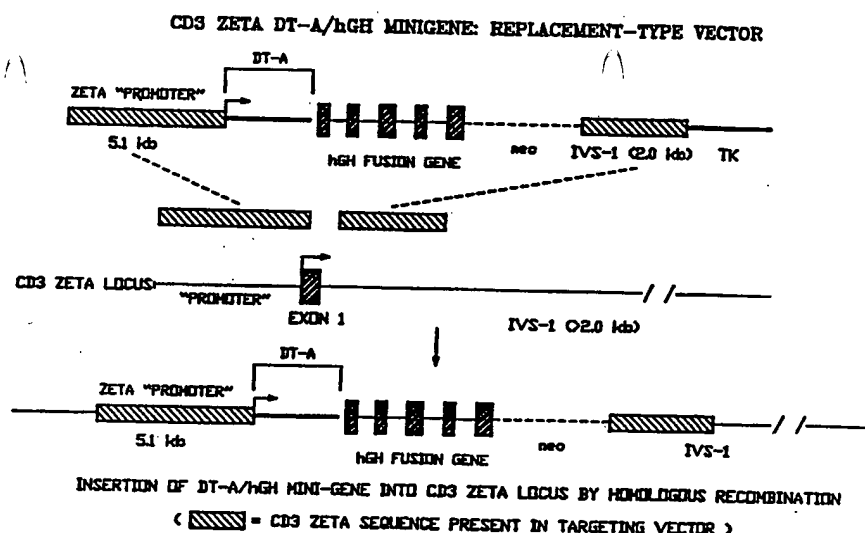 CD3 ZETA DT-A/hGH MINIGENE: REPLACEMENT-TYPE VECTOR
DT-A
ZETA "PROMOTER"
5.1 kb
hGH FUSION GENE
neo
IVS-1 (2.0 kb)
TK
CD3 ZETA LOCUS:
"PROMOTER"
EXON 1
IVS-1 (>2.0 kb)
DT-A
ZETA "PROMOTER"
5.1 kb
hGH FUSION GENE
neo
IVS-1
INSERTION OF DT-A/hGH MINI-GENE INTO CD3 ZETA LOCUS BY HOMOLOGOUS RECOMBINATION
( = CD3 ZETA SEQUENCE PRESENT IN TARGETING VECTOR )